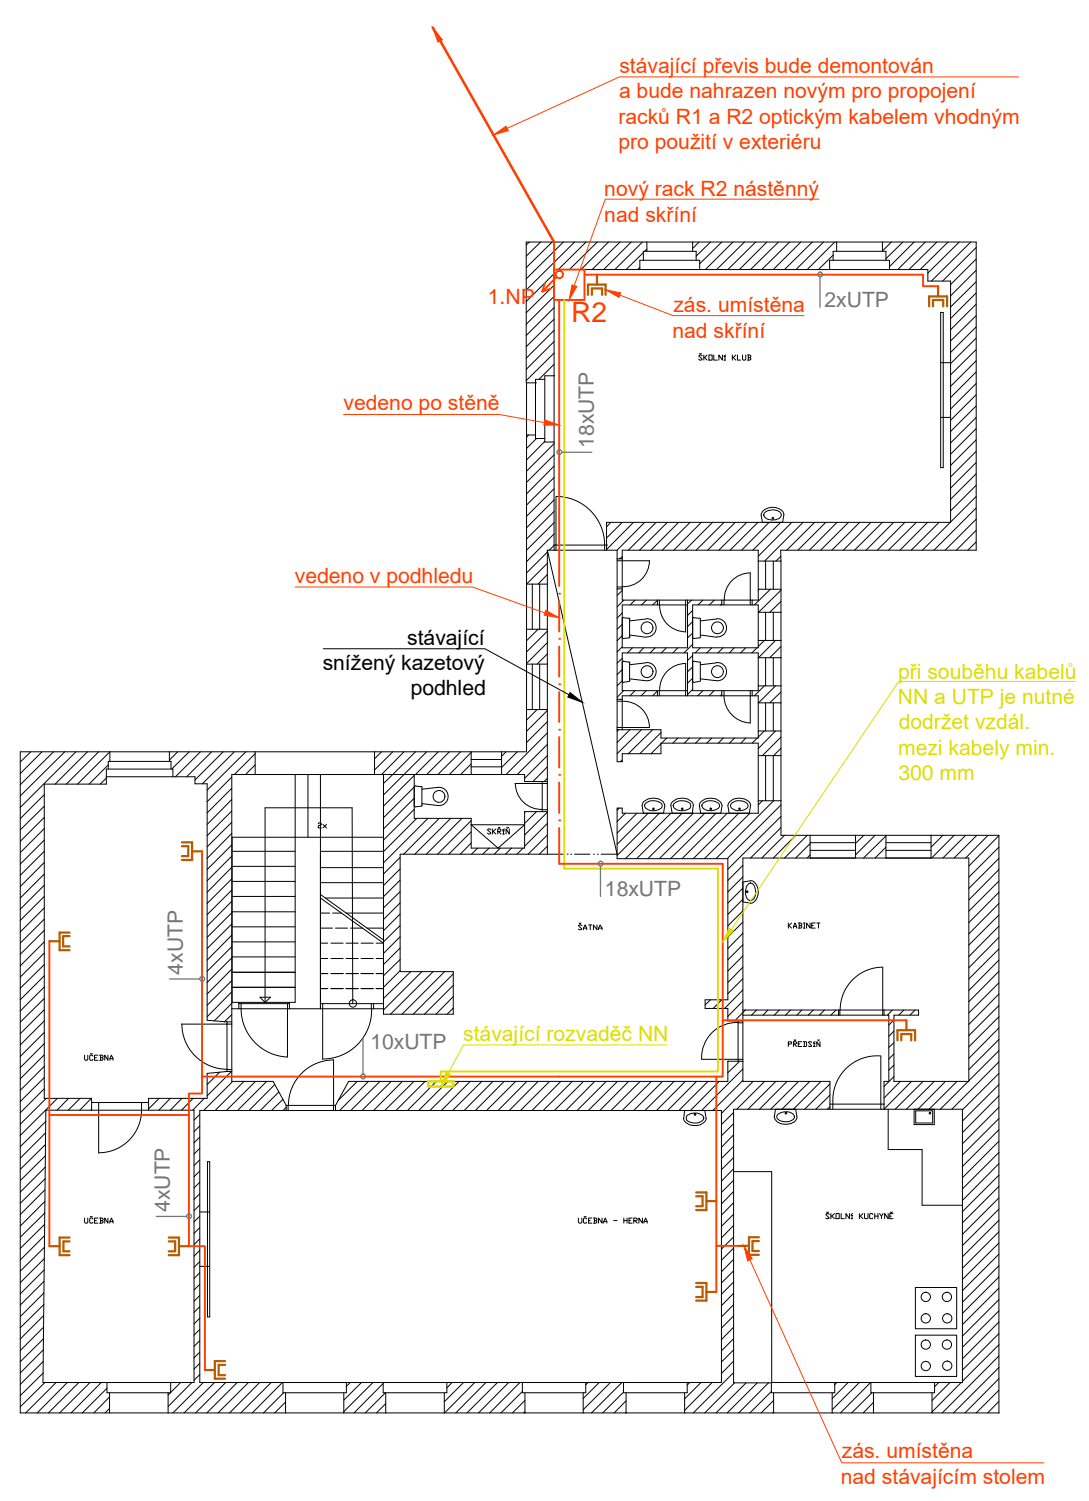 stávající převis bude demontován
a bude nahrazen novým pro propojení
racků R1 a R2 optickým kabelem vhodným
pro použití v exteriéru
nový rack R2 nástěnný
nad skříní
1.NP
R2
zás. umístěna
nad skříní
2xUTP
ŠKOLNÍ KLUB
vedeno po stěně
18xUTP
vedeno v podhledu
stávající
snížený kazetový
podhled
při souběhu kabelů
NN a UTP je nutné
dodržet vzdál.
mezi kabely min.
300 mm
2x
SKŘÍŇ
18xUTP
4xUTP
ŠATNA
KABINET
10xUTP
stávající rozvaděč NN
PŘEDSÍŇ
UČEBNA
4xUTP
UČEBNA
UČEBNA - HERNA
ŠKOLNÍ KUCHYNĚ
zás. umístěna
nad stávajícím stolem